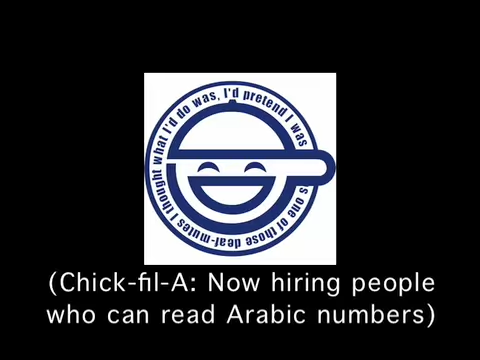 I thought what I'd do was, I'd pretend I was one of those deaf-mutes
(Chick-fil-A: Now hiring people
who can read Arabic numbers)